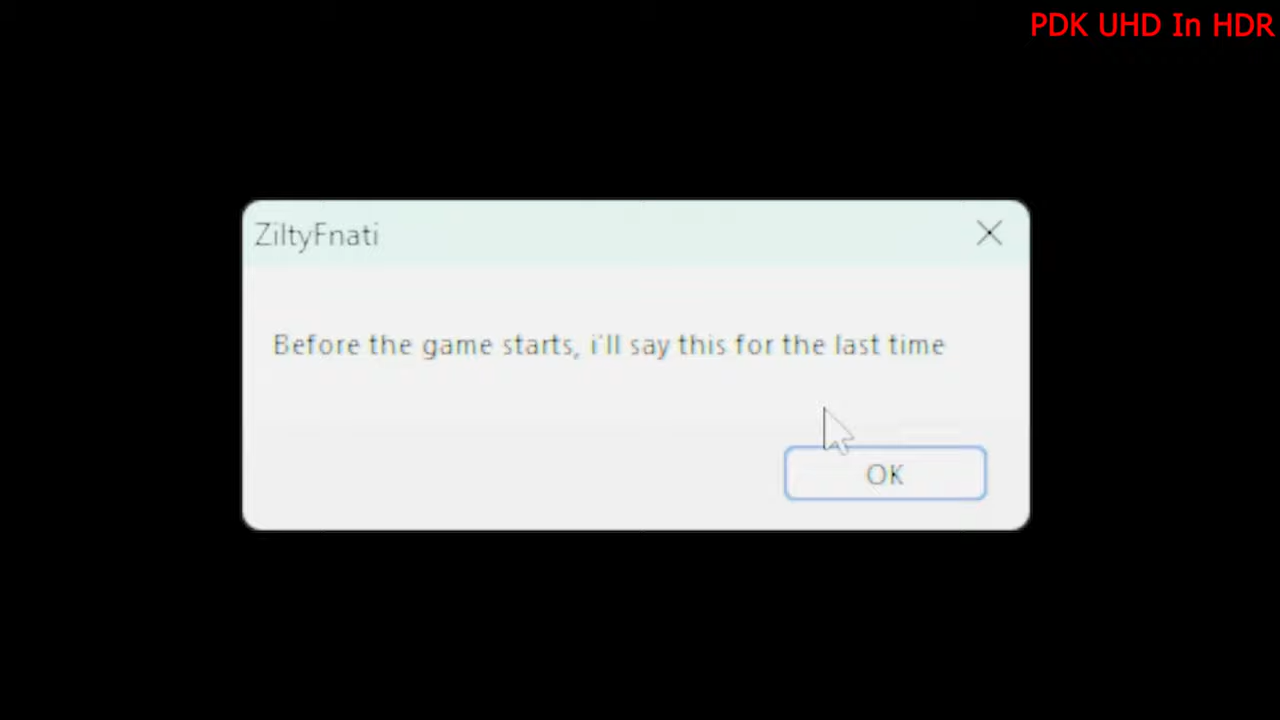 PDK UHD In HDR
ZiltyFnati
Before the game starts, i'll say this for the last time
OK